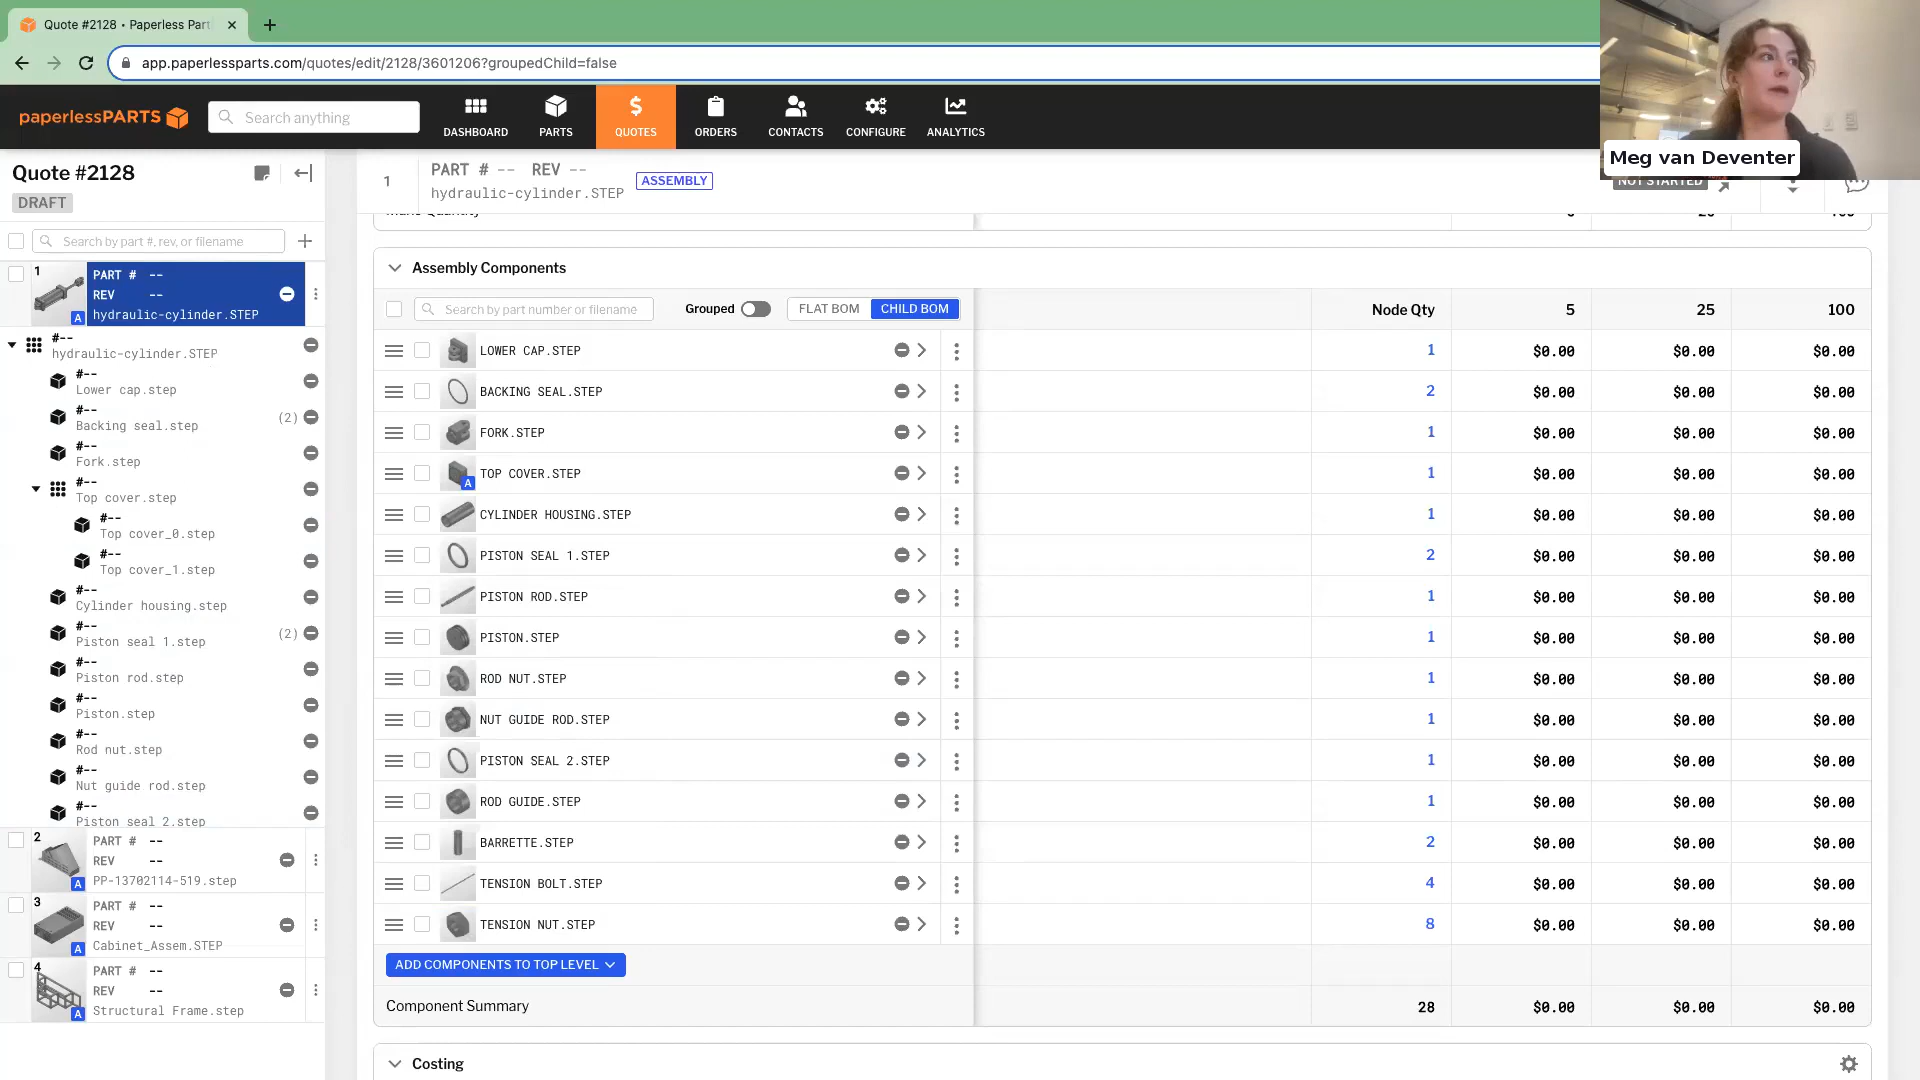 Quote #2128 • Paperless Part
app.paperlessparts.com/quotes/edit/2128/3601206?groupedChild=false
paperlessPARTS
Search anything
DASHBOARD
PARTS
$
QUOTES
ORDERS
CONTACTS
CONFIGURE
ANALYTICS
Meg van Deventer
Quote #2128
DRAFT
1
PART # -- REV --
hydraulic-cylinder.STEP
ASSEMBLY
NOT STARTED
Search by part #, rev, or filename
1
PART # --
REV --
hydraulic-cylinder.STEP
A
#--
hydraulic-cylinder.STEP
#--
Lower cap.step
#--
Backing seal.step
(2)
#--
Fork.step
#--
Top cover.step
#--
Top cover_0.step
#--
Top cover_1.step
#--
Cylinder housing.step
#--
Piston seal 1.step
(2)
#--
Piston rod.step
#--
Piston.step
#--
Rod nut.step
#--
Nut guide rod.step
#--
Piston seal 2.step
2
PART # --
REV --
PP-13702114-519.step
A
3
PART # --
REV --
Cabinet_Assem.STEP
A
4
PART # --
REV --
Structural Frame.step
A
Assembly Components
Search by part number or filename
Grouped
FLAT BOM
CHILD BOM
Node Qty 5 25 100
LOWER CAP.STEP 1 $0.00 $0.00 $0.00
BACKING SEAL.STEP 2 $0.00 $0.00 $0.00
FORK.STEP 1 $0.00 $0.00 $0.00
A TOP COVER.STEP 1 $0.00 $0.00 $0.00
CYLINDER HOUSING.STEP 1 $0.00 $0.00 $0.00
PISTON SEAL 1.STEP 2 $0.00 $0.00 $0.00
PISTON ROD.STEP 1 $0.00 $0.00 $0.00
PISTON.STEP 1 $0.00 $0.00 $0.00
ROD NUT.STEP 1 $0.00 $0.00 $0.00
NUT GUIDE ROD.STEP 1 $0.00 $0.00 $0.00
PISTON SEAL 2.STEP 1 $0.00 $0.00 $0.00
ROD GUIDE.STEP 1 $0.00 $0.00 $0.00
BARRETTE.STEP 2 $0.00 $0.00 $0.00
TENSION BOLT.STEP 4 $0.00 $0.00 $0.00
TENSION NUT.STEP 8 $0.00 $0.00 $0.00
ADD COMPONENTS TO TOP LEVEL
Component Summary 28 $0.00 $0.00 $0.00
Costing